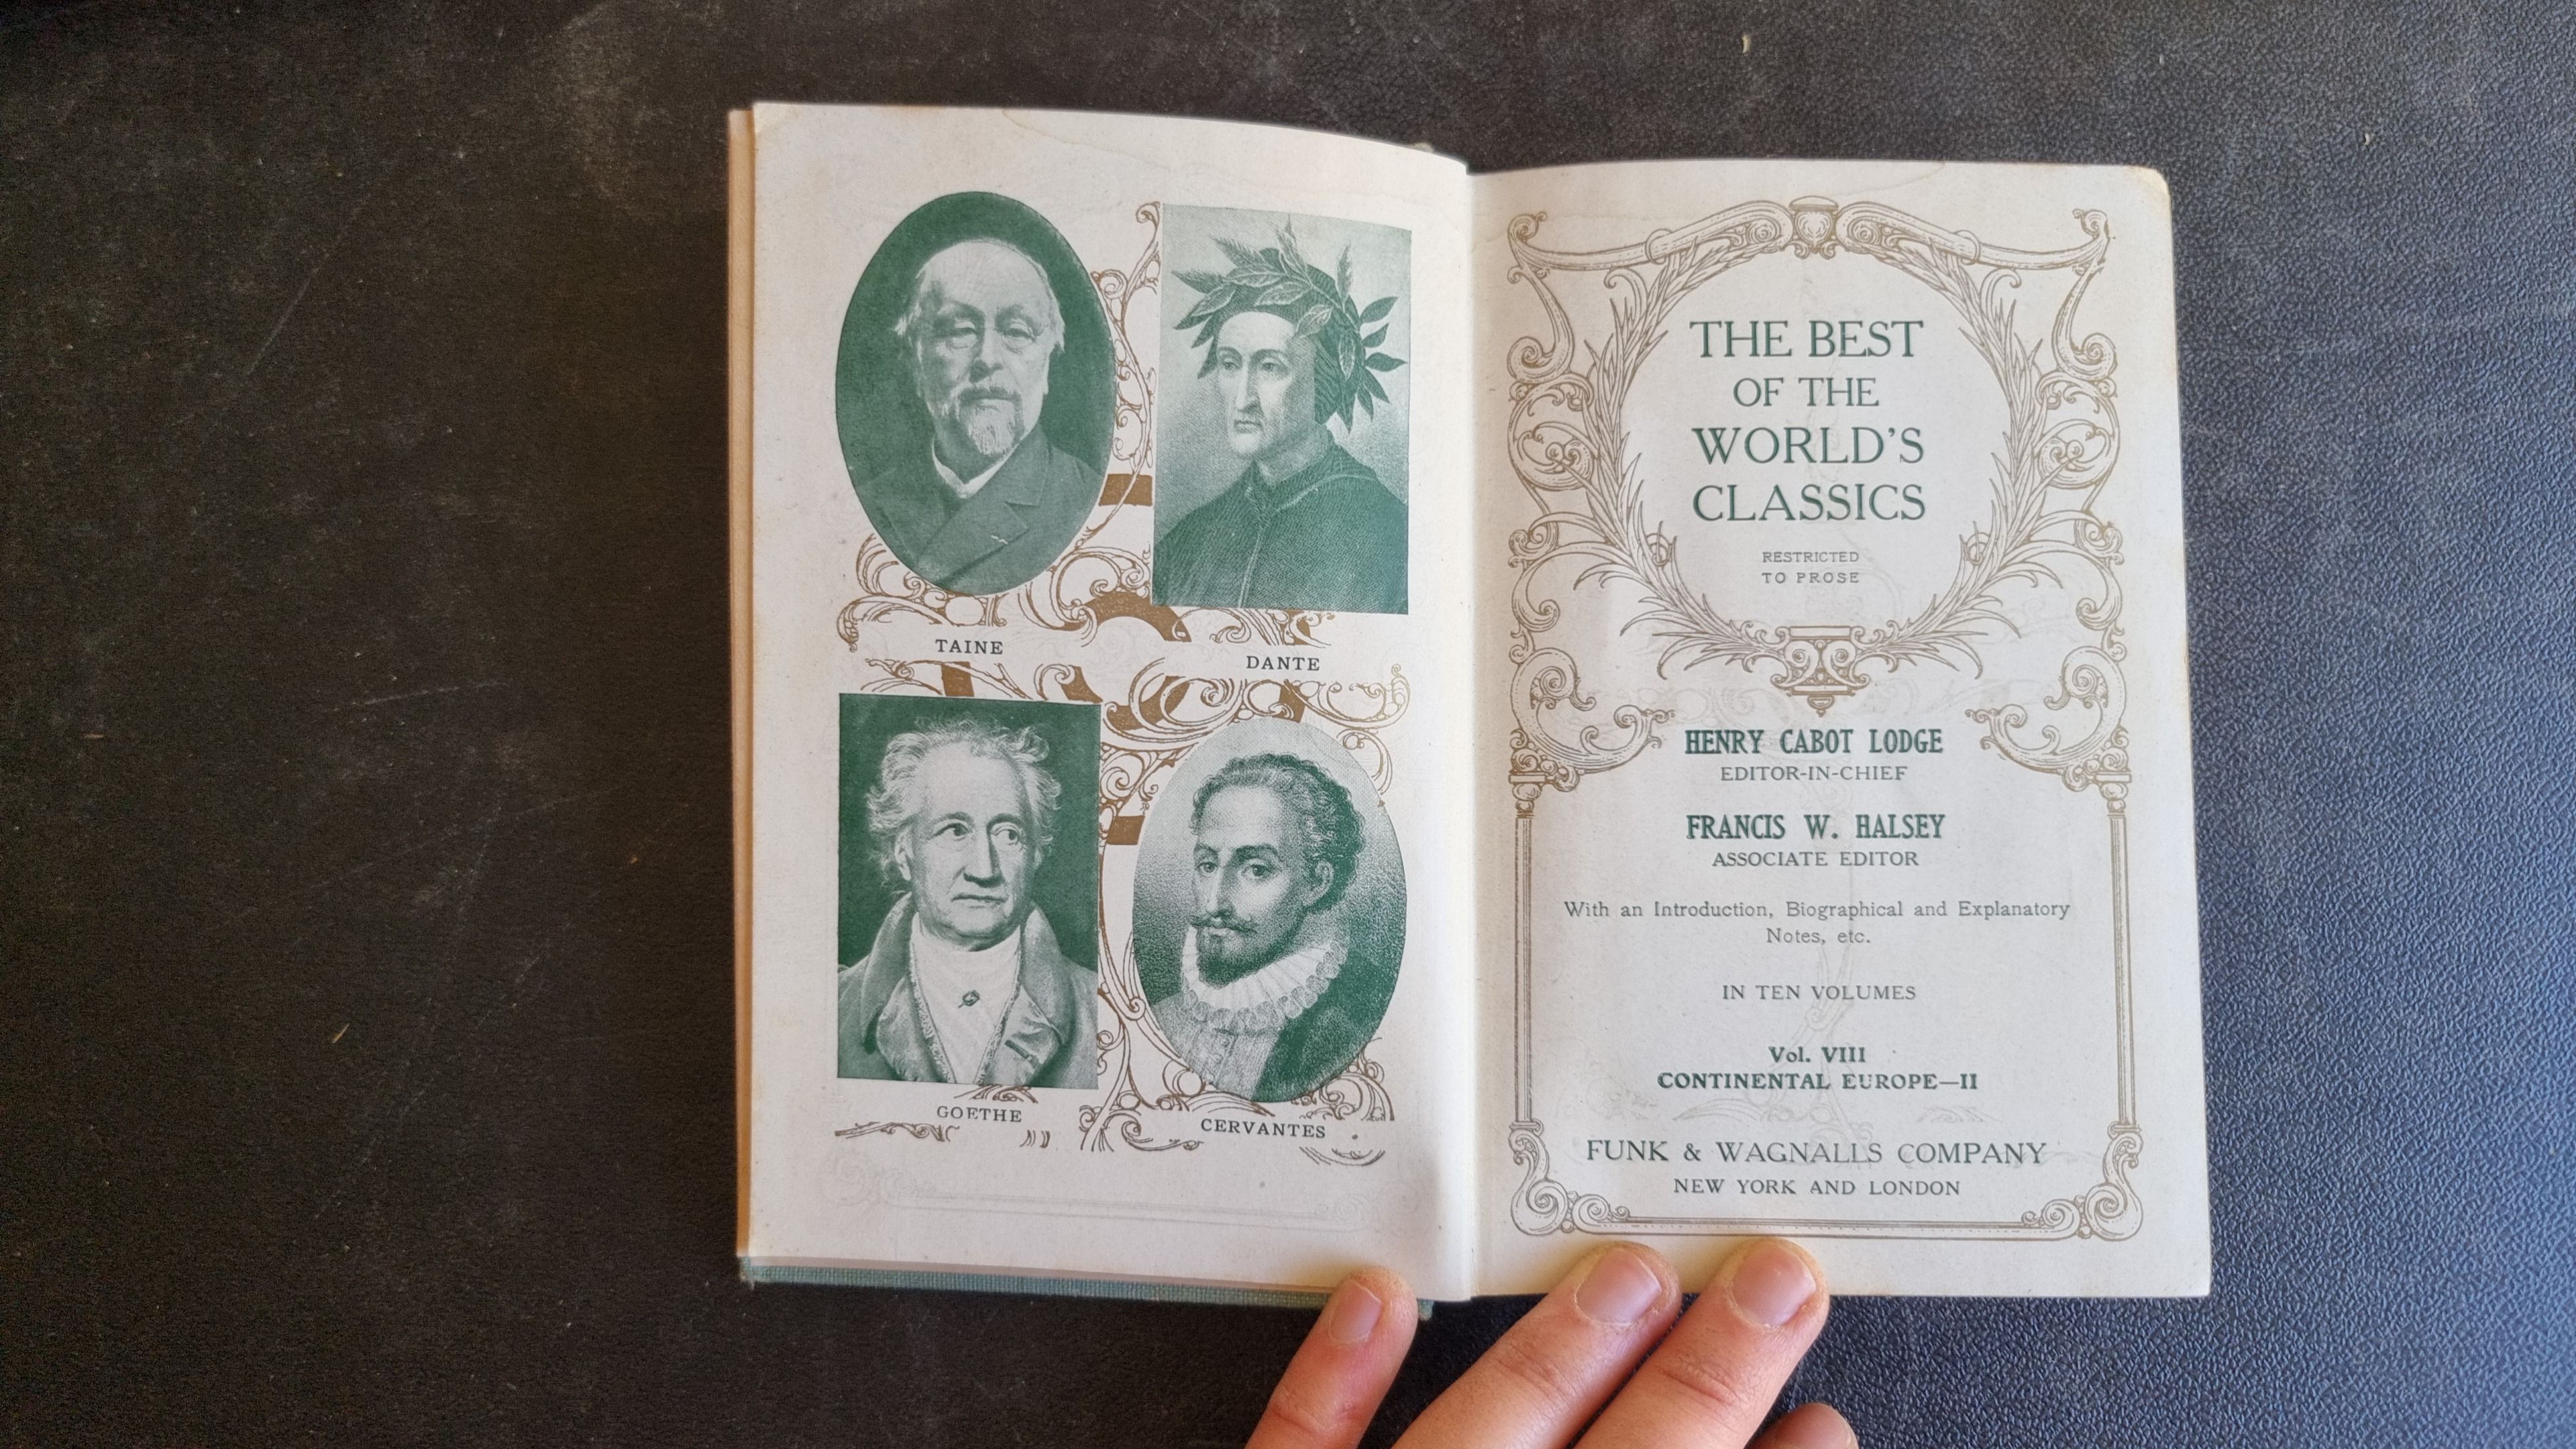 TAINE
DANTE
GOETHE
CERVANTES
THE BEST
OF THE
WORLD'S
CLASSICS
RESTRICTED
TO PROSE
HENRY CABOT LODGE
EDITOR-IN-CHIEF
FRANCIS W. HALSEY
ASSOCIATE EDITOR
With an Introduction, Biographical and Explanatory
Notes, etc.
IN TEN VOLUMES
Vol. VIII
CONTINENTAL EUROPE—II
FUNK & WAGNALLS COMPANY
NEW YORK AND LONDON